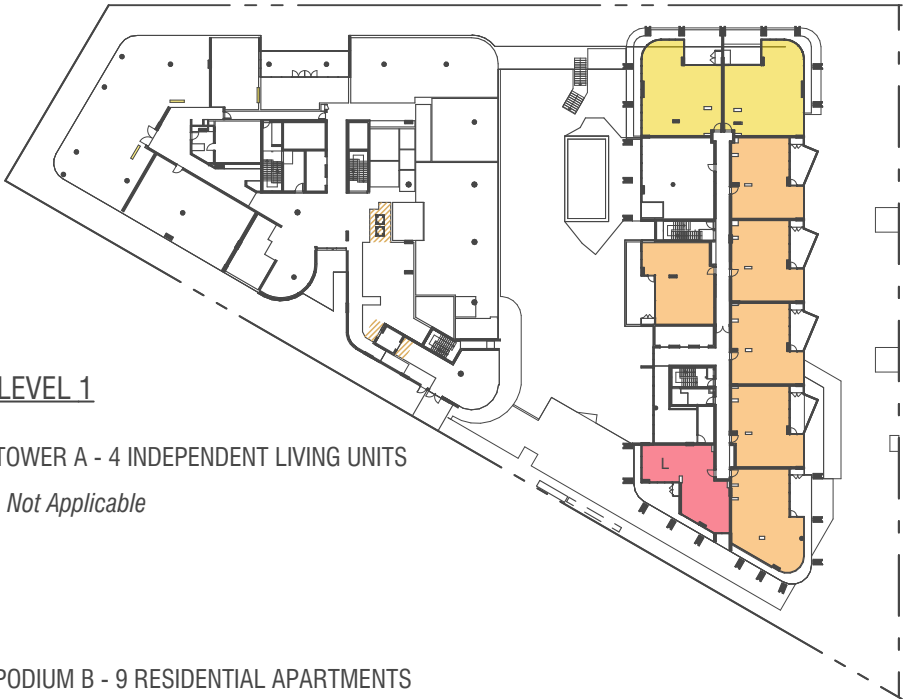 L
LEVEL 1
TOWER A - 4 INDEPENDENT LIVING UNITS
Not Applicable
PODIUM B - 9 RESIDENTIAL APARTMENTS